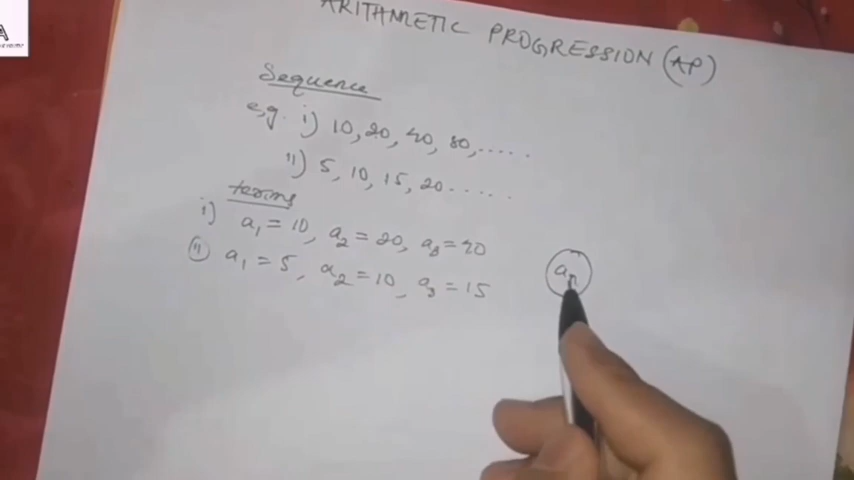 ARITHMETIC PROGRESSION (AP)
Sequence
e.g. i) 10, 20, 40, 80, .....
ii) 5, 10, 15, 20......
terms
i) a1 = 10, a2 = 20, a3 = 40
ii) a1 = 5, a2 = 10, a3 = 15
an